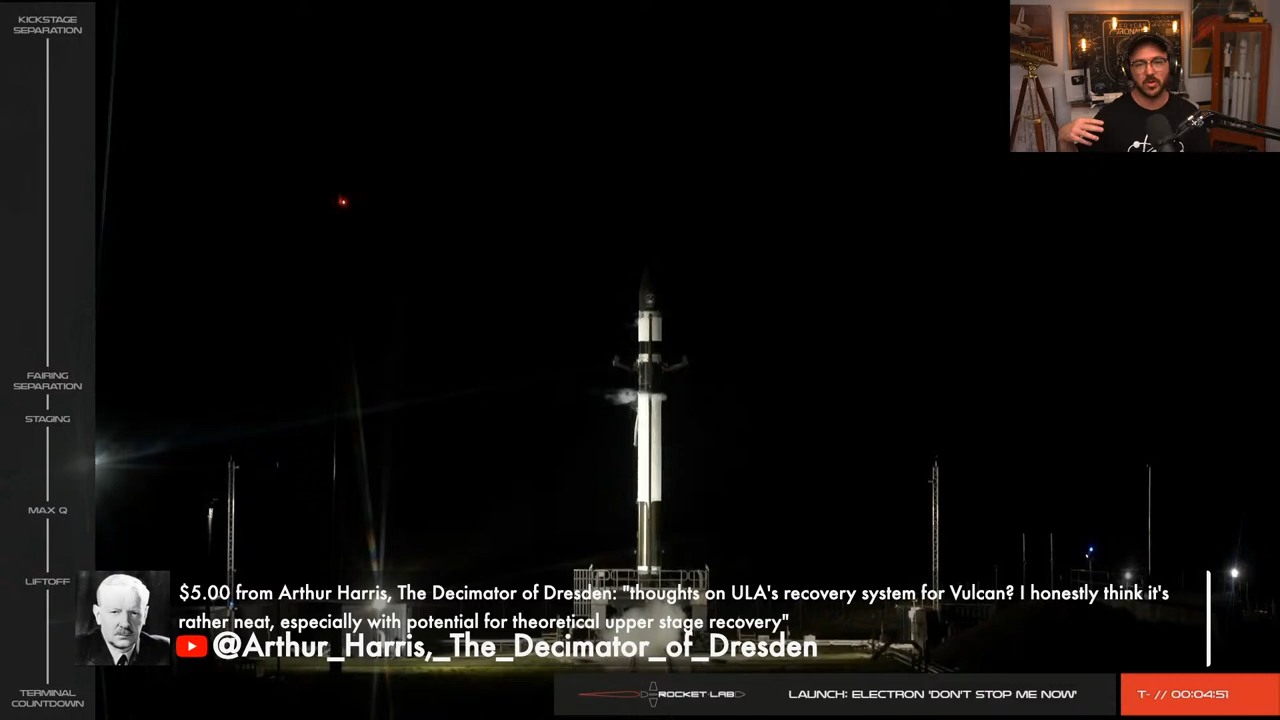 KICKSTAGE
SEPARATION
FAIRING
SEPARATION
STAGING
MAX Q
LIFTOFF
$5.00 from Arthur Harris, The Decimator of Dresden: "thoughts on ULA's recovery system for Vulcan? I honestly think it's
rather neat, especially with potential for theoretical upper stage recovery"
@Arthur_Harris,_The_Decimator_of_Dresden
TERMINAL
COUNTDOWN
ROCKET LAB
LAUNCH: ELECTRON 'DON'T STOP ME NOW'
T- // 00:04:51